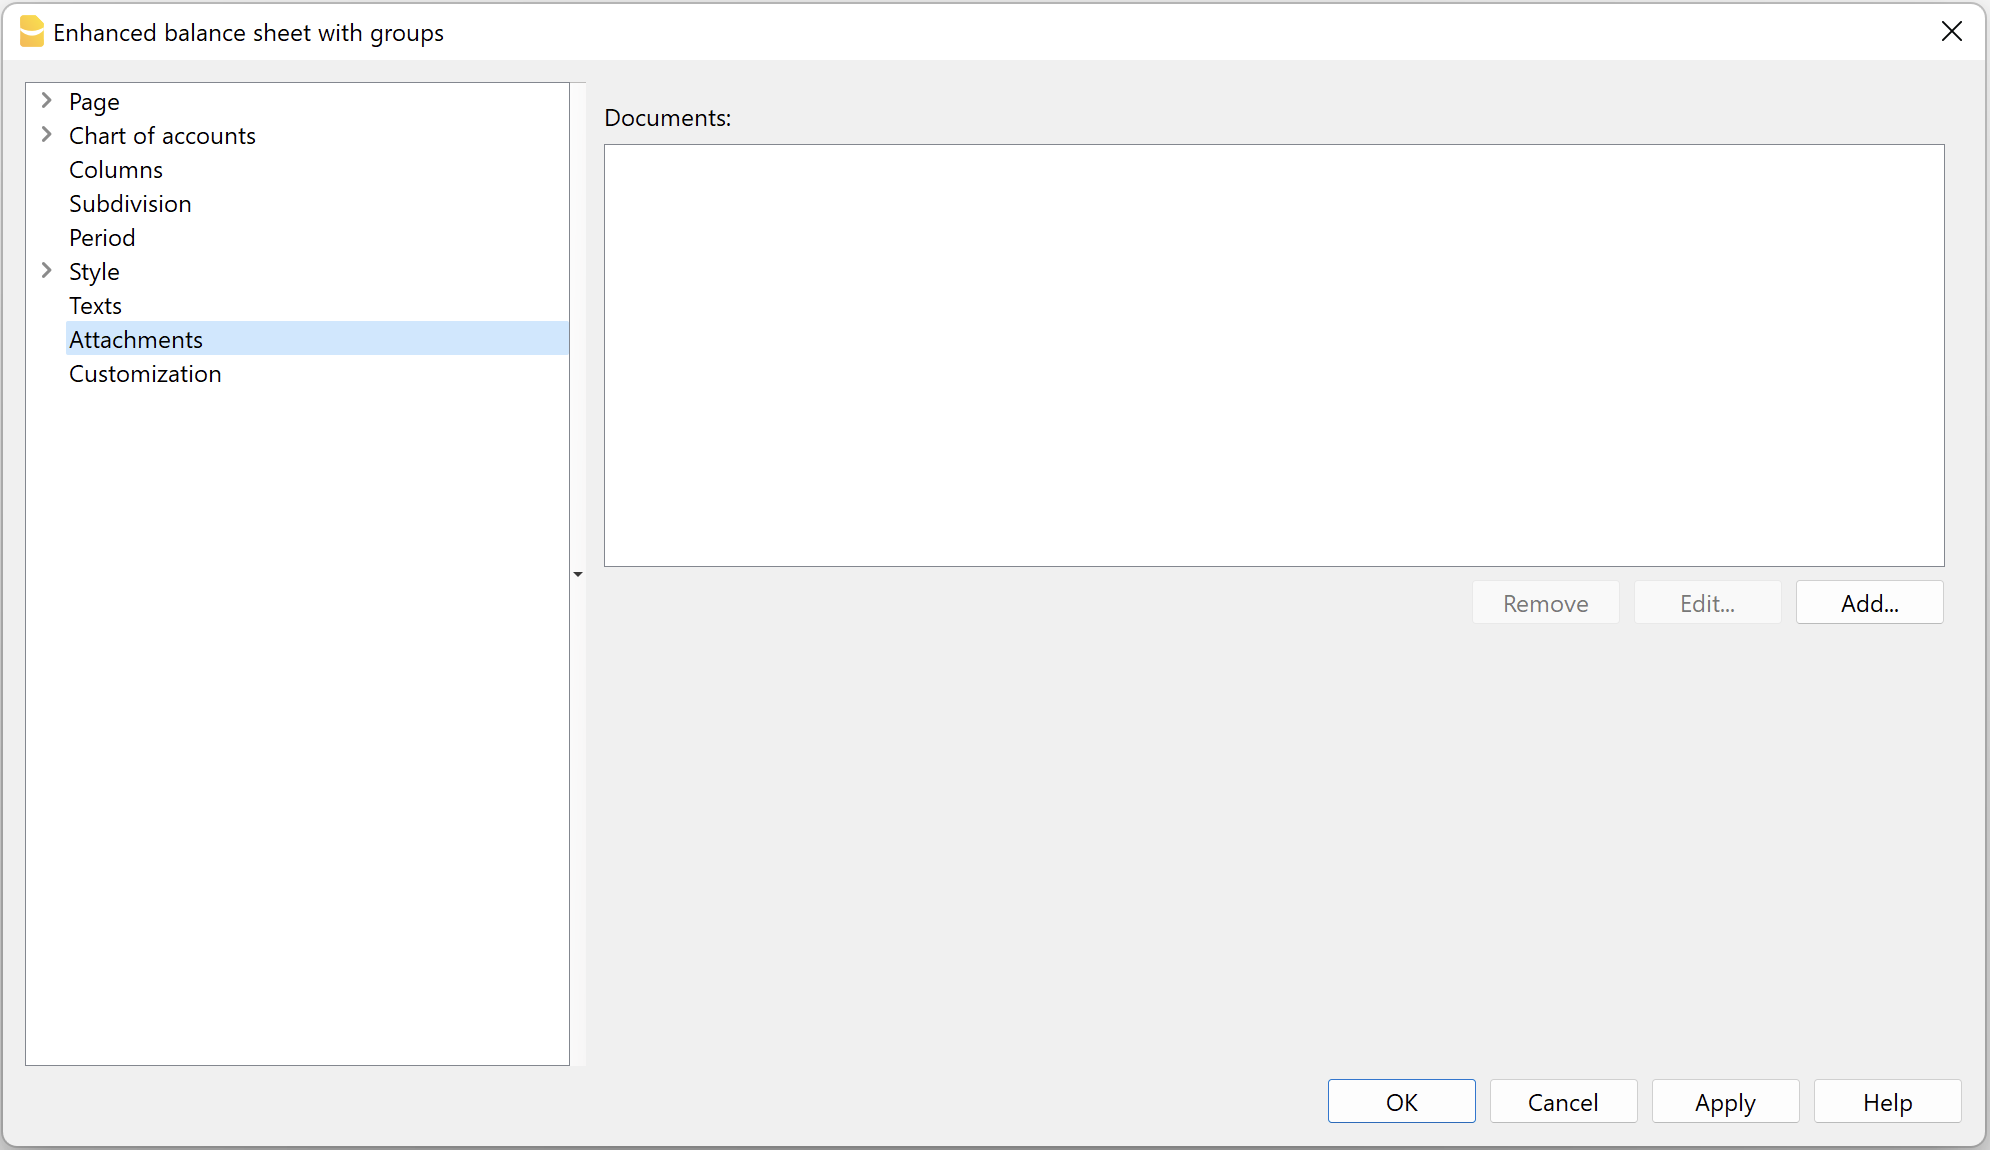 Enhanced balance sheet with groups
Page
Chart of accounts
Columns
Subdivision
Period
Style
Texts
Attachments
Customization
Documents:
Remove
Edit...
Add...
OK
Cancel
Apply
Help